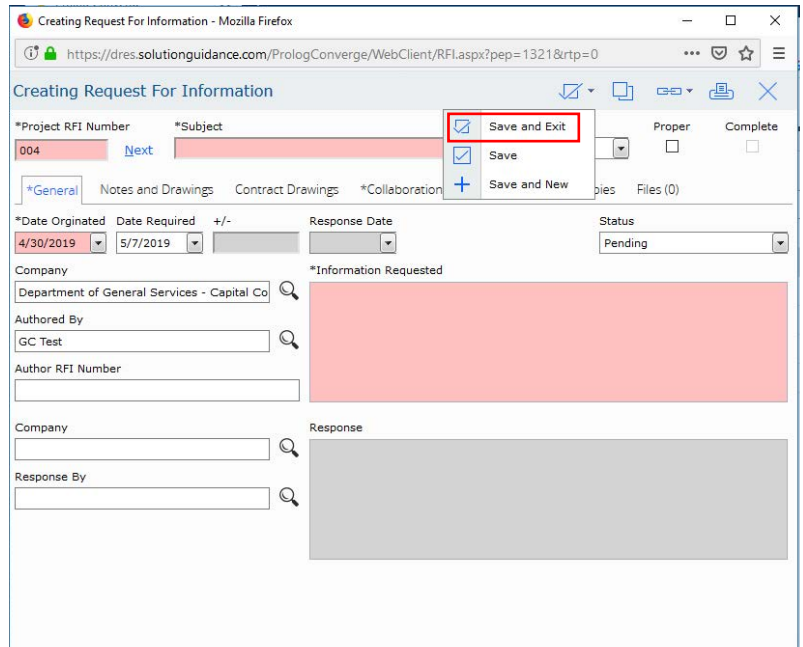 Creating Request For Information - Mozilla Firefox
https://dres.solutionguidance.com/PrologConverge/WebClient/RFI.aspx?pep=1321&rtp=0
Creating Request For Information
*Project RFI Number *Subject Proper Complete
004 Next
Save and Exit
Save
Save and New
*General Notes and Drawings Contract Drawings *Collaboration pies Files (0)
*Date Orginated Date Required +/- Response Date Status
4/30/2019 5/7/2019 Pending
Company *Information Requested
Department of General Services - Capital Co
Authored By
GC Test
Author RFI Number
Company Response
Response By